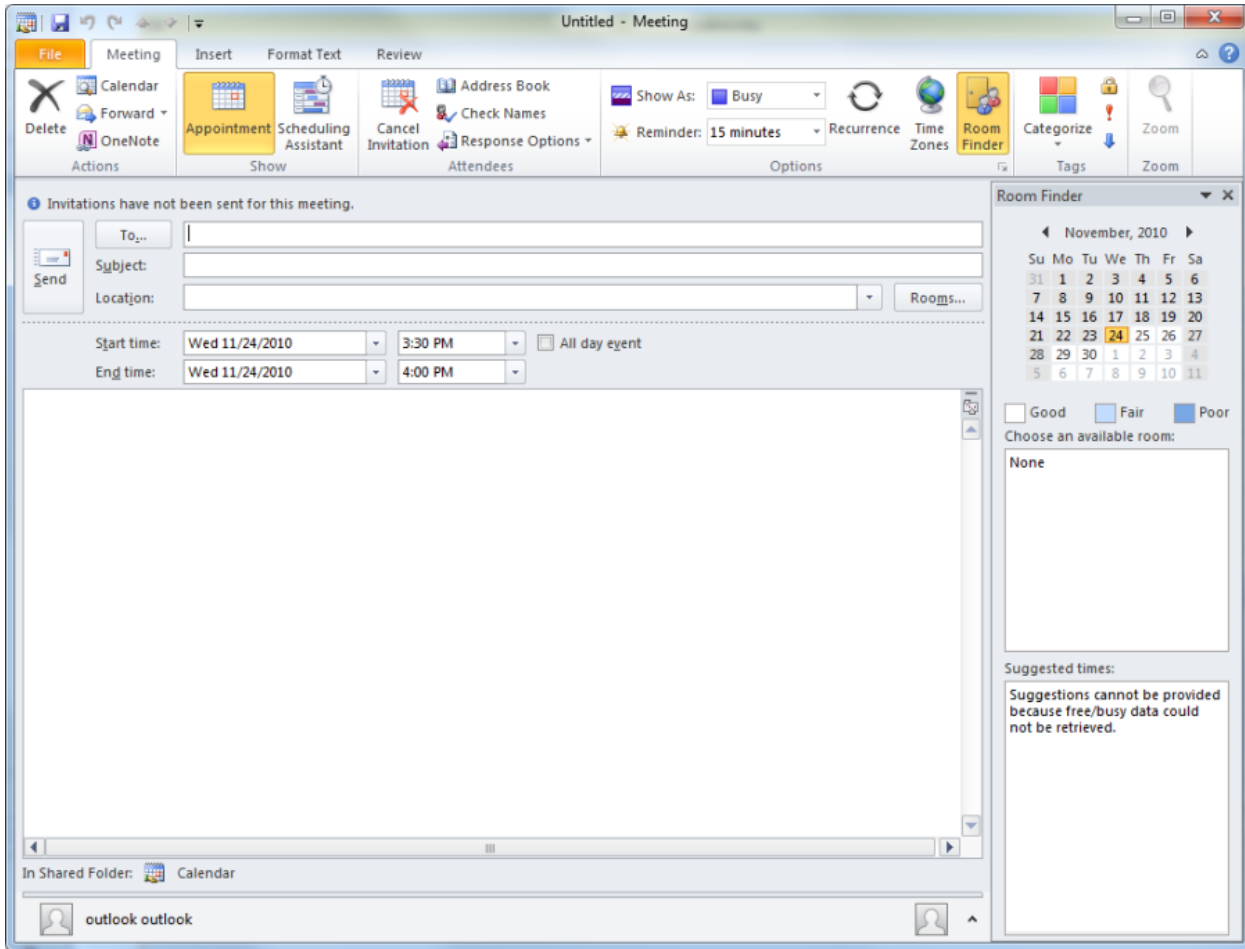 Untitled - Meeting
File Meeting Insert Format Text Review
Delete
Calendar
Forward
OneNote
Actions
Appointment
Scheduling
Assistant
Show
Cancel
Invitation
Address Book
Check Names
Response Options
Attendees
Show As: Busy
Reminder: 15 minutes
Recurrence
Time
Zones
Room
Finder
Options
Categorize
Tags
Zoom
Zoom
Invitations have not been sent for this meeting.
Send
To...
Subject:
Location: Rooms...
Start time: Wed 11/24/2010 3:30 PM All day event
End time: Wed 11/24/2010 4:00 PM
In Shared Folder: Calendar
outlook outlook
Room Finder
November, 2010
Su Mo Tu We Th Fr Sa
31 1 2 3 4 5 6
7 8 9 10 11 12 13
14 15 16 17 18 19 20
21 22 23 24 25 26 27
28 29 30 1 2 3 4
5 6 7 8 9 10 11
Good Fair Poor
Choose an available room:
None
Suggested times:
Suggestions cannot be provided
because free/busy data could
not be retrieved.